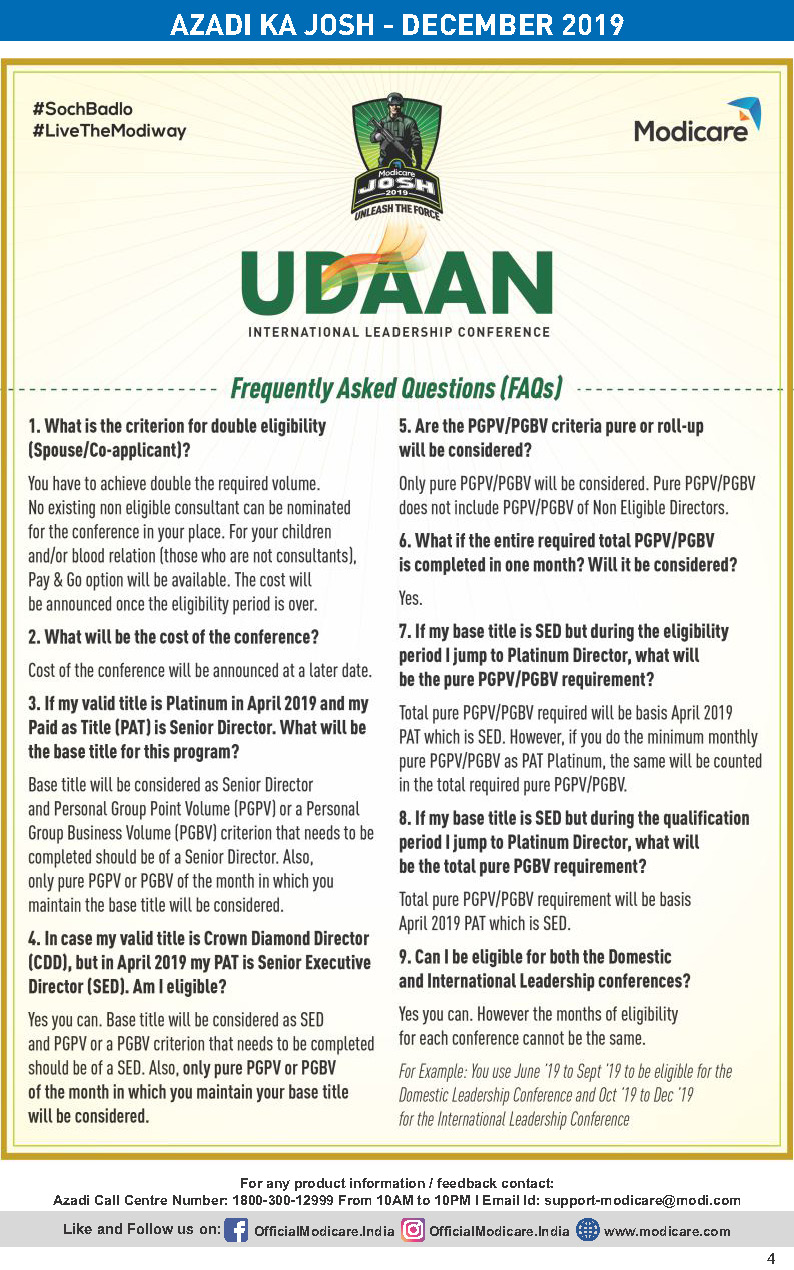 AZADI KA JOSH - DECEMBER 2019
#SochBadlo
#LiveTheModiway
Modicare
JOSH
2019
UNLEASH THE FORCE
Modicare
UDAAN
INTERNATIONAL LEADERSHIP CONFERENCE
Frequently Asked Questions (FAQs)
1. What is the criterion for double eligibility
(Spouse/Co-applicant)?
You have to achieve double the required volume.
No existing non eligible consultant can be nominated
for the conference in your place. For your children
and/or blood relation (those who are not consultants),
Pay & Go option will be available. The cost will
be announced once the eligibility period is over.
2. What will be the cost of the conference?
Cost of the conference will be announced at a later date.
3. If my valid title is Platinum in April 2019 and my
Paid as Title (PAT) is Senior Director. What will be
the base title for this program?
Base title will be considered as Senior Director
and Personal Group Point Volume (PGPV) or a Personal
Group Business Volume (PGBV) criterion that needs to be
completed should be of a Senior Director. Also,
only pure PGPV or PGBV of the month in which you
maintain the base title will be considered.
4. In case my valid title is Crown Diamond Director
(CDD), but in April 2019 my PAT is Senior Executive
Director (SED). Am I eligible?
Yes you can. Base title will be considered as SED
and PGPV or a PGBV criterion that needs to be completed
should be of a SED. Also, only pure PGPV or PGBV
of the month in which you maintain your base title
will be considered.
5. Are the PGPV/PGBV criteria pure or roll-up
will be considered?
Only pure PGPV/PGBV will be considered. Pure PGPV/PGBV
does not include PGPV/PGBV of Non Eligible Directors.
6. What if the entire required total PGPV/PGBV
is completed in one month? Will it be considered?
Yes.
7. If my base title is SED but during the eligibility
period I jump to Platinum Director, what will
be the pure PGPV/PGBV requirement?
Total pure PGPV/PGBV required will be basis April 2019
PAT which is SED. However, if you do the minimum monthly
pure PGPV/PGBV as PAT Platinum, the same will be counted
in the total required pure PGPV/PGBV.
8. If my base title is SED but during the qualification
period I jump to Platinum Director, what will
be the total pure PGBV requirement?
Total pure PGPV/PGBV requirement will be basis
April 2019 PAT which is SED.
9. Can I be eligible for both the Domestic
and International Leadership conferences?
Yes you can. However the months of eligibility
for each conference cannot be the same.
For Example: You use June '19 to Sept '19 to be eligible for the
Domestic Leadership Conference and Oct '19 to Dec '19
for the International Leadership Conference
For any product information / feedback contact:
Azadi Call Centre Number: 1800-300-12999 From 10AM to 10PM I Email Id: support-modicare@modi.com
Like and Follow us on: OfficialModicare.India OfficialModicare.India www.modicare.com
4